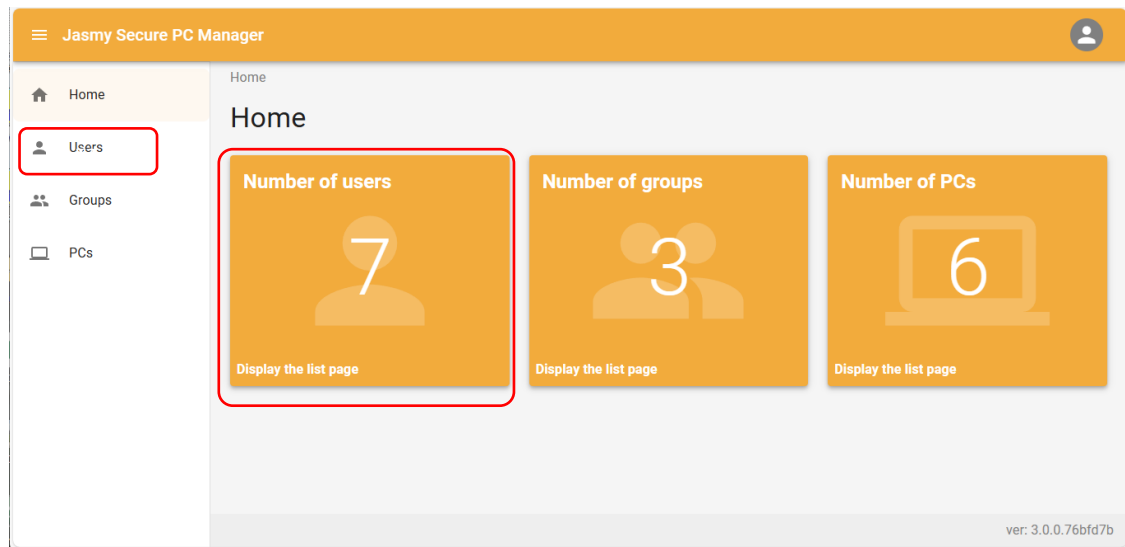 Jasmy Secure PC Manager
Home
Users
Groups
PCs
Home
Home
Number of users
7
Display the list page
Number of groups
3
Display the list page
Number of PCs
6
Display the list page
ver: 3.0.0.76bfd7b